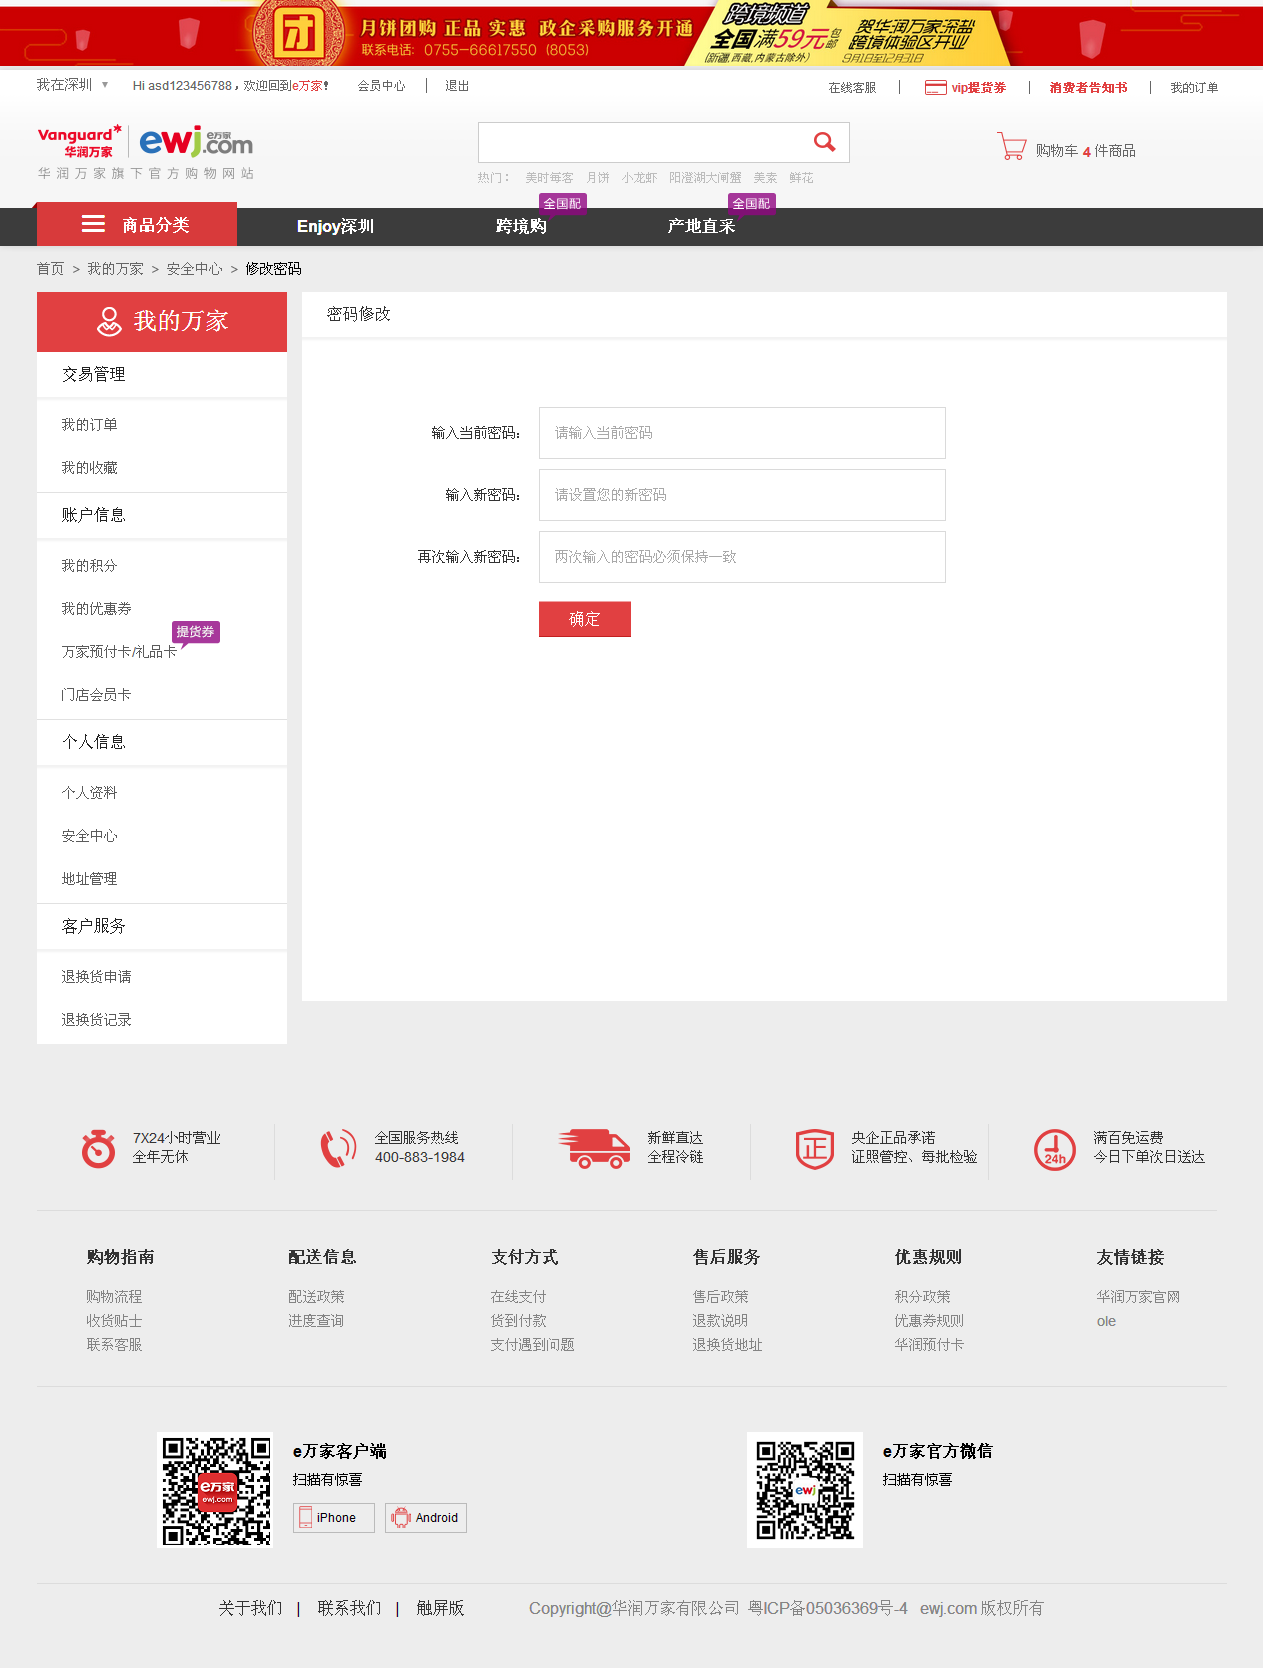 团 月饼团购 正品 实惠 政企采购服务开通
联系电话：0755-66617550 (8053)
跨境频道
全国满59元包邮
(新疆,西藏,内蒙古除外)
贺华润万家深盐
跨境体验区开业
9月1日至12月31日
我在深圳 ▼ Hi asd123456788，欢迎回到e万家！ 会员中心 | 退出
在线客服 | vip提货券 | 消费者告知书 | 我的订单
Vanguard 华润万家 ewj.com e万家
华润万家旗下官方购物网站
购物车 4 件商品
热门： 美时每客 月饼 小龙虾 阳澄湖大闸蟹 美素 鲜花
全国配 全国配
商品分类 Enjoy深圳 跨境购 产地直采
首页 > 我的万家 > 安全中心 > 修改密码
我的万家
交易管理
我的订单
我的收藏
账户信息
我的积分
我的优惠券
提货券
万家预付卡/礼品卡
门店会员卡
个人信息
个人资料
安全中心
地址管理
客户服务
退换货申请
退换货记录
密码修改
输入当前密码： 请输入当前密码
输入新密码： 请设置您的新密码
再次输入新密码： 两次输入的密码必须保持一致
确定
7X24小时营业
全年无休
全国服务热线
400-883-1984
新鲜直达
全程冷链
正
央企正品承诺
证照管控、每批检验
24h
满百免运费
今日下单次日送达
购物指南
购物流程
收货贴士
联系客服
配送信息
配送政策
进度查询
支付方式
在线支付
货到付款
支付遇到问题
售后服务
售后政策
退款说明
退换货地址
优惠规则
积分政策
优惠券规则
华润预付卡
友情链接
华润万家官网
ole
e万家
ewj.com
e万家客户端
扫描有惊喜
iPhone Android
ewj
e万家官方微信
扫描有惊喜
关于我们 | 联系我们 | 触屏版 Copyright@华润万家有限公司 粤ICP备05036369号-4 ewj.com 版权所有